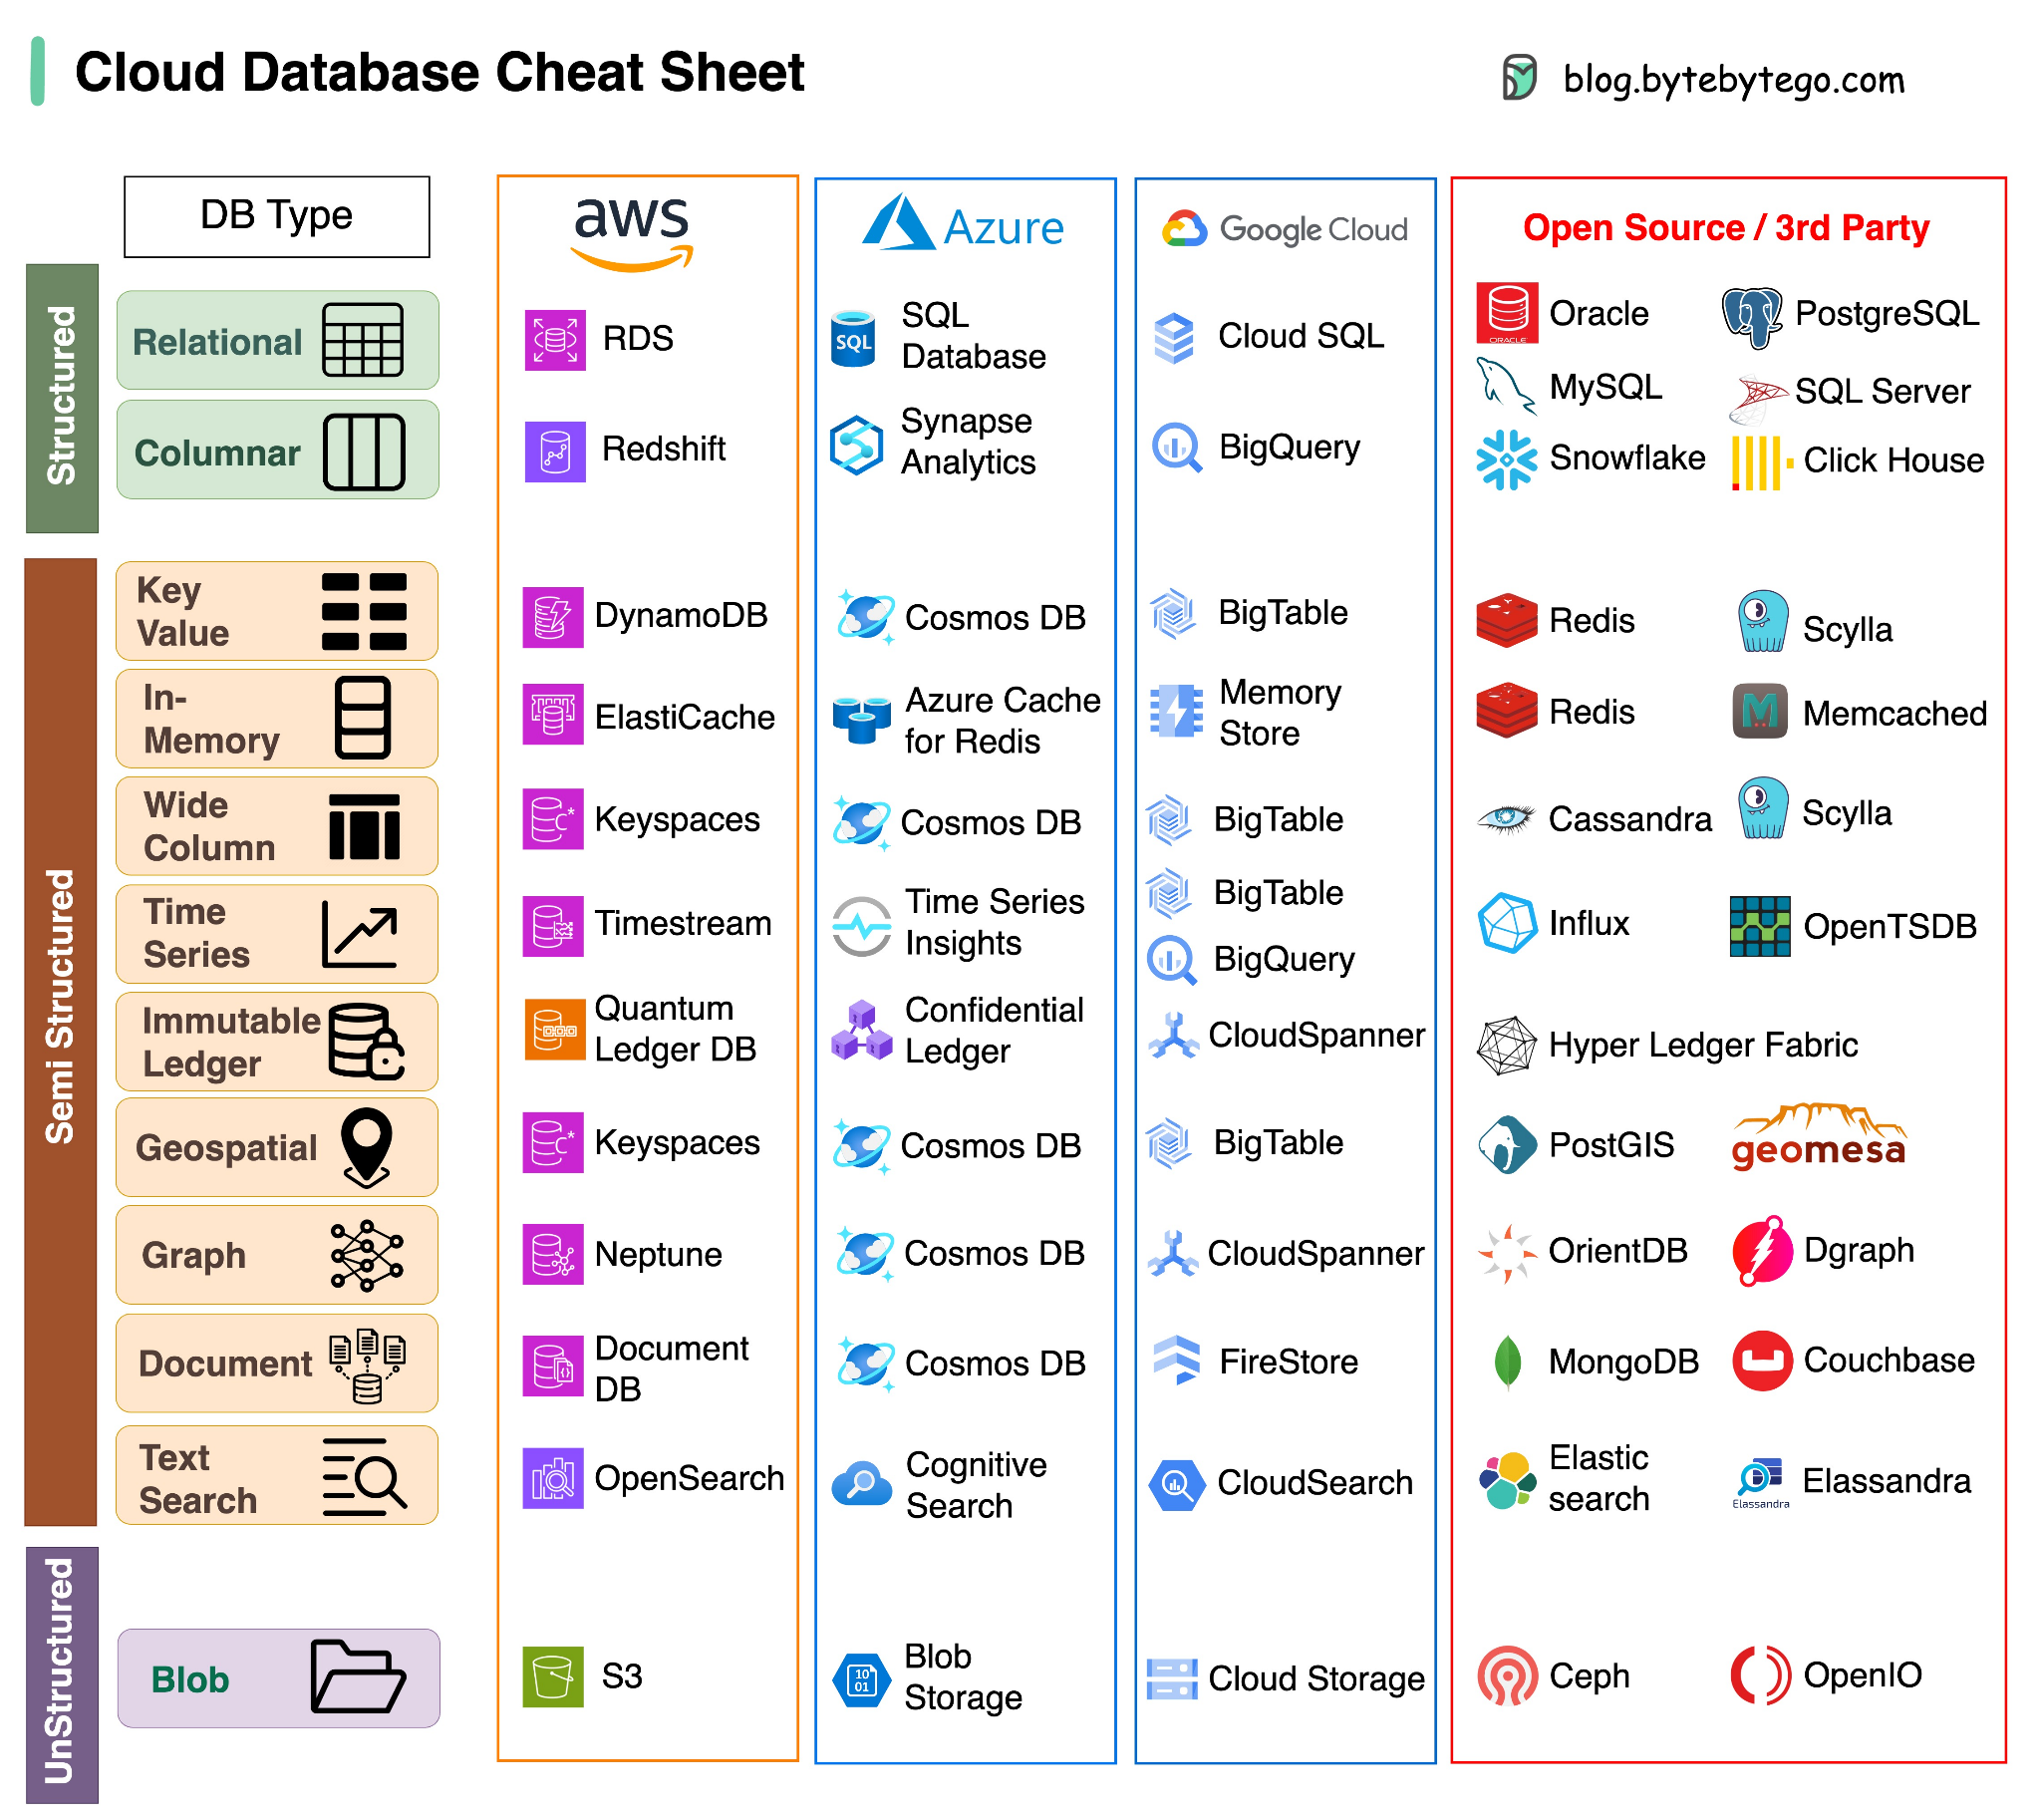 Cloud Database Cheat Sheet
blog.bytebytego.com
DB Type
aws
Azure
Google Cloud
Open Source / 3rd Party
Structured
Relational
RDS
SQL
Database
Cloud SQL
Oracle
PostgreSQL
MySQL
SQL Server
Columnar
Redshift
Synapse
Analytics
BigQuery
Snowflake
Click House
Semi Structured
Key
Value
DynamoDB
Cosmos DB
BigTable
Redis
Scylla
In-
Memory
ElastiCache
Azure Cache
for Redis
Memory
Store
Redis
Memcached
Wide
Column
Keyspaces
Cosmos DB
BigTable
Cassandra
Scylla
Time
Series
Timestream
Time Series
Insights
BigTable
BigQuery
Influx
OpenTSDB
Immutable
Ledger
Quantum
Ledger DB
Confidential
Ledger
CloudSpanner
Hyper Ledger Fabric
Geospatial
Keyspaces
Cosmos DB
BigTable
PostGIS
geomesa
Graph
Neptune
Cosmos DB
CloudSpanner
OrientDB
Dgraph
Document
Document
DB
Cosmos DB
FireStore
MongoDB
Couchbase
Text
Search
OpenSearch
Cognitive
Search
CloudSearch
Elastic
search
Elassandra
Elassandra
UnStructured
Blob
S3
10
01
Blob
Storage
Cloud Storage
Ceph
OpenIO
SQL
ORACLE